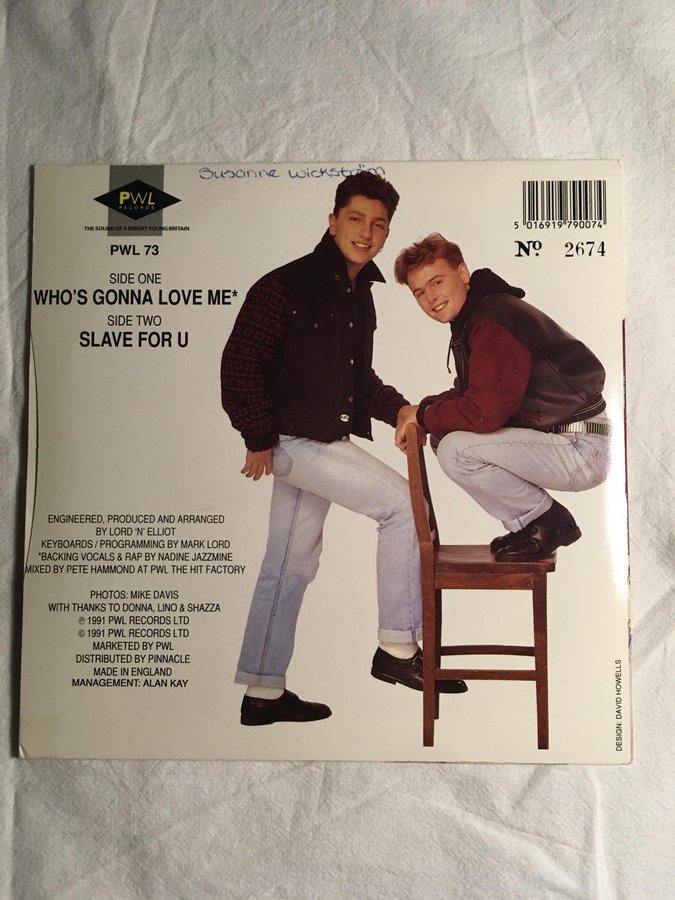 Susanne Wickström
PWL
RECORDS
THE SOUND OF A BRIGHT YOUNG BRITAIN
PWL 73
SIDE ONE
WHO'S GONNA LOVE ME*
SIDE TWO
SLAVE FOR U
5 016919 790074
Nº 2674
ENGINEERED, PRODUCED AND ARRANGED
BY LORD 'N' ELLIOT
KEYBOARDS / PROGRAMMING BY MARK LORD
*BACKING VOCALS & RAP BY NADINE JAZZMINE
MIXED BY PETE HAMMOND AT PWL THE HIT FACTORY
PHOTOS: MIKE DAVIS
WITH THANKS TO DONNA, LINO & SHAZZA
℗ 1991 PWL RECORDS LTD
© 1991 PWL RECORDS LTD
MARKETED BY PWL
DISTRIBUTED BY PINNACLE
MADE IN ENGLAND
MANAGEMENT: ALAN KAY
DESIGN: DAVID HOWELLS